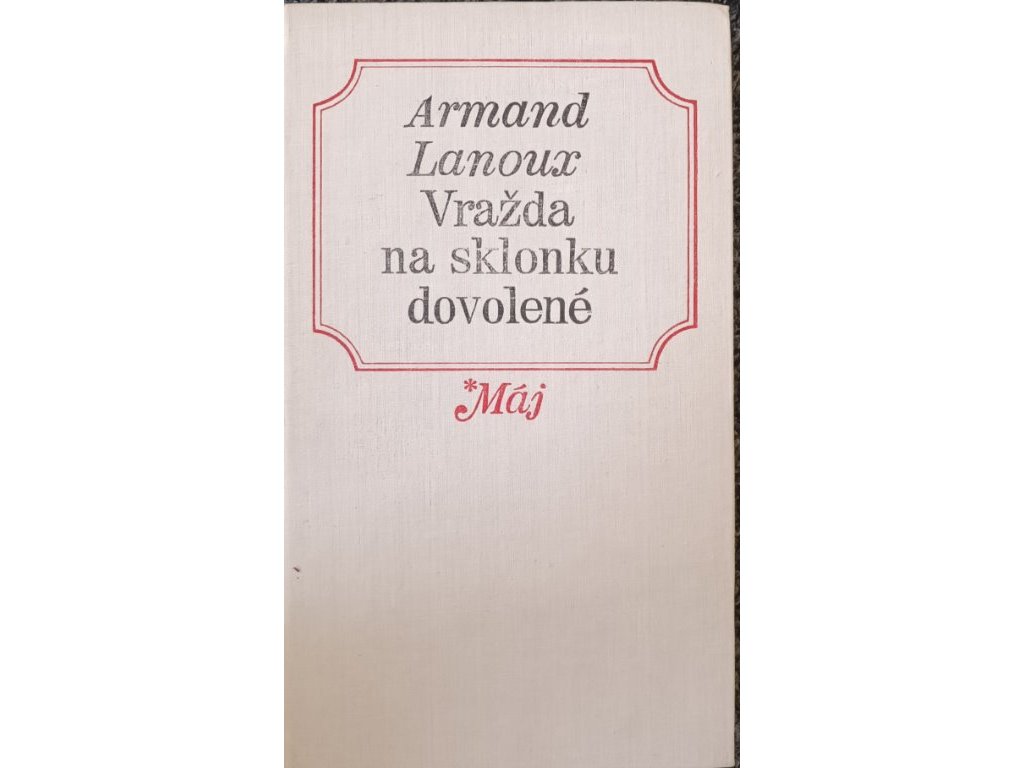 Armand
Lanoux
Vražda
na sklonku
dovolené
*Máj